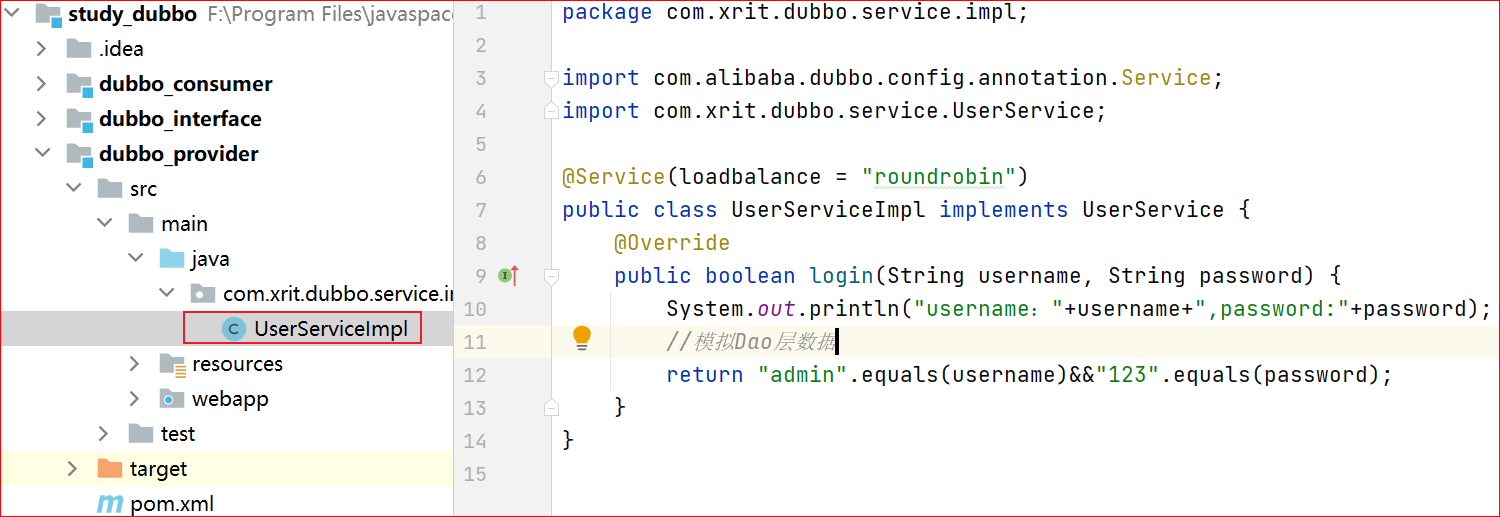 study_dubbo F:\Program Files\javaspac
.idea
dubbo_consumer
dubbo_interface
dubbo_provider
src
main
java
com.xrit.dubbo.service.i
UserServiceImpl
resources
webapp
test
target
pom.xml
1 package com.xrit.dubbo.service.impl;
2
3 import com.alibaba.dubbo.config.annotation.Service;
4 import com.xrit.dubbo.service.UserService;
5
6 @Service(loadbalance = "roundrobin")
7 public class UserServiceImpl implements UserService {
8 @Override
9 public boolean login(String username, String password) {
10 System.out.println("username："+username+",password:"+password);
11 //模拟Dao层数据
12 return "admin".equals(username)&&"123".equals(password);
13 }
14 }
15